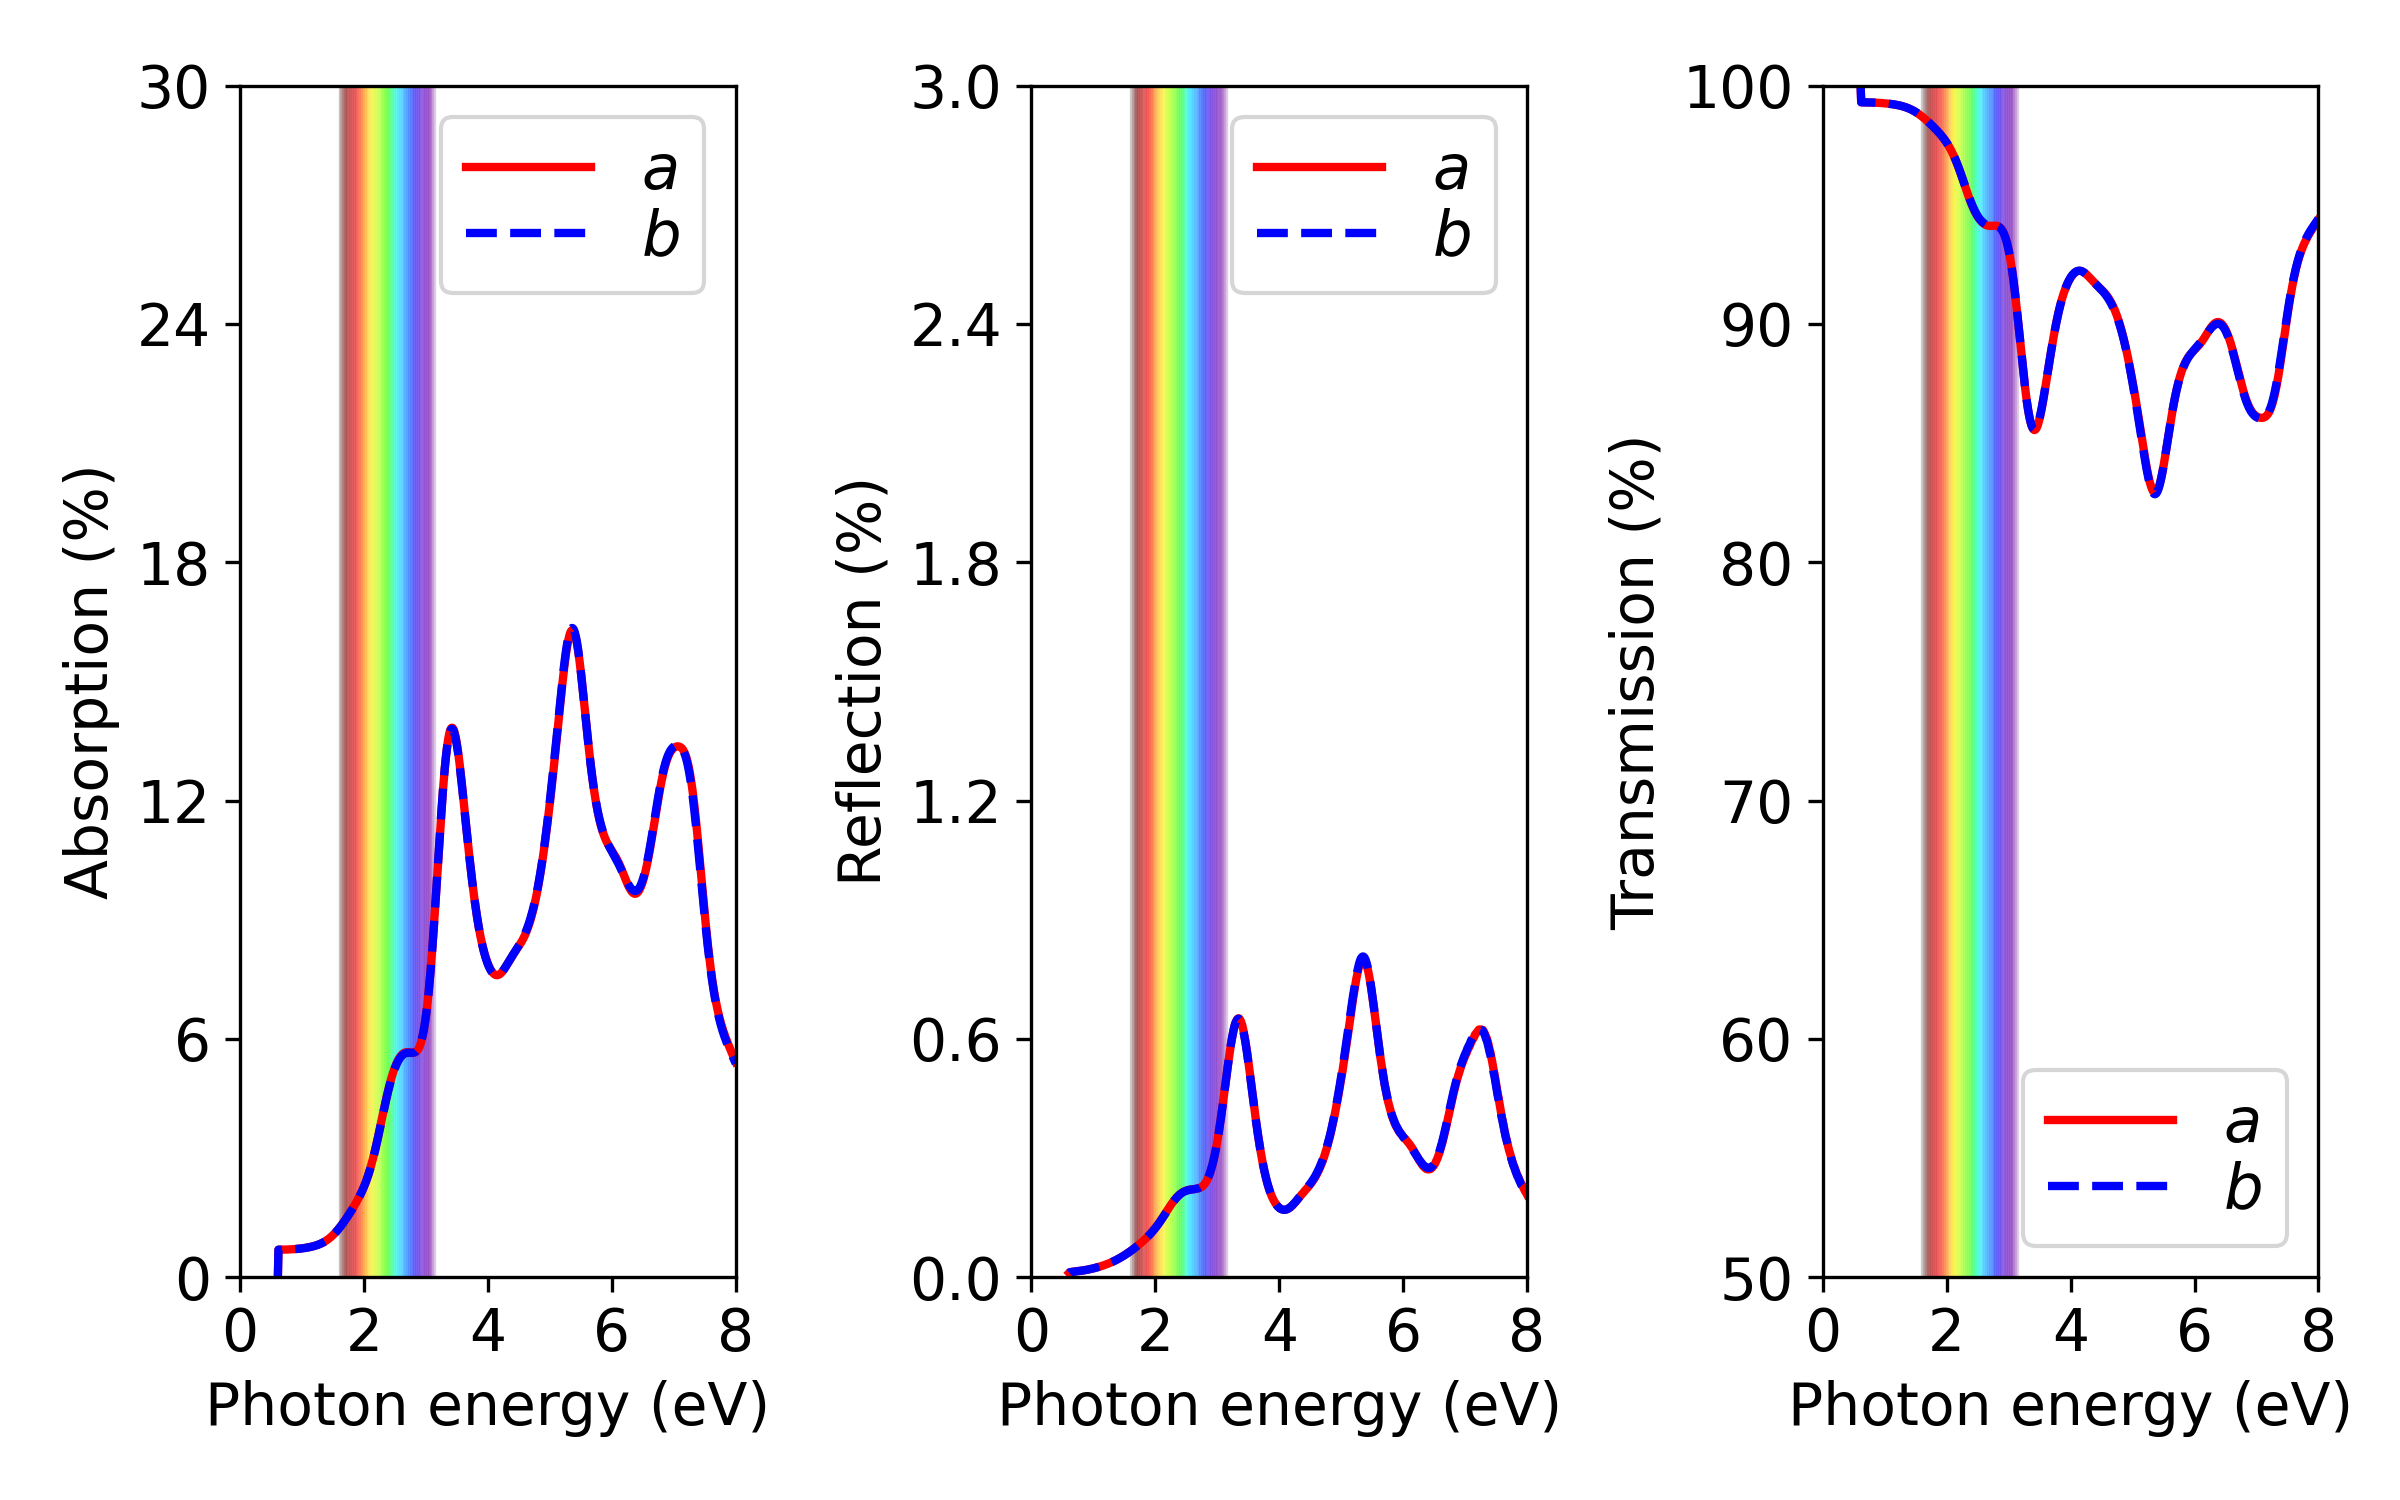 Absorption (%)
30
24
18
12
6
0
0 2 4 6 8
Photon energy (eV)
a
b
Reflection (%)
3.0
2.4
1.8
1.2
0.6
0.0
0 2 4 6 8
Photon energy (eV)
a
b
Transmission (%)
100
90
80
70
60
50
0 2 4 6 8
Photon energy (eV)
a
b